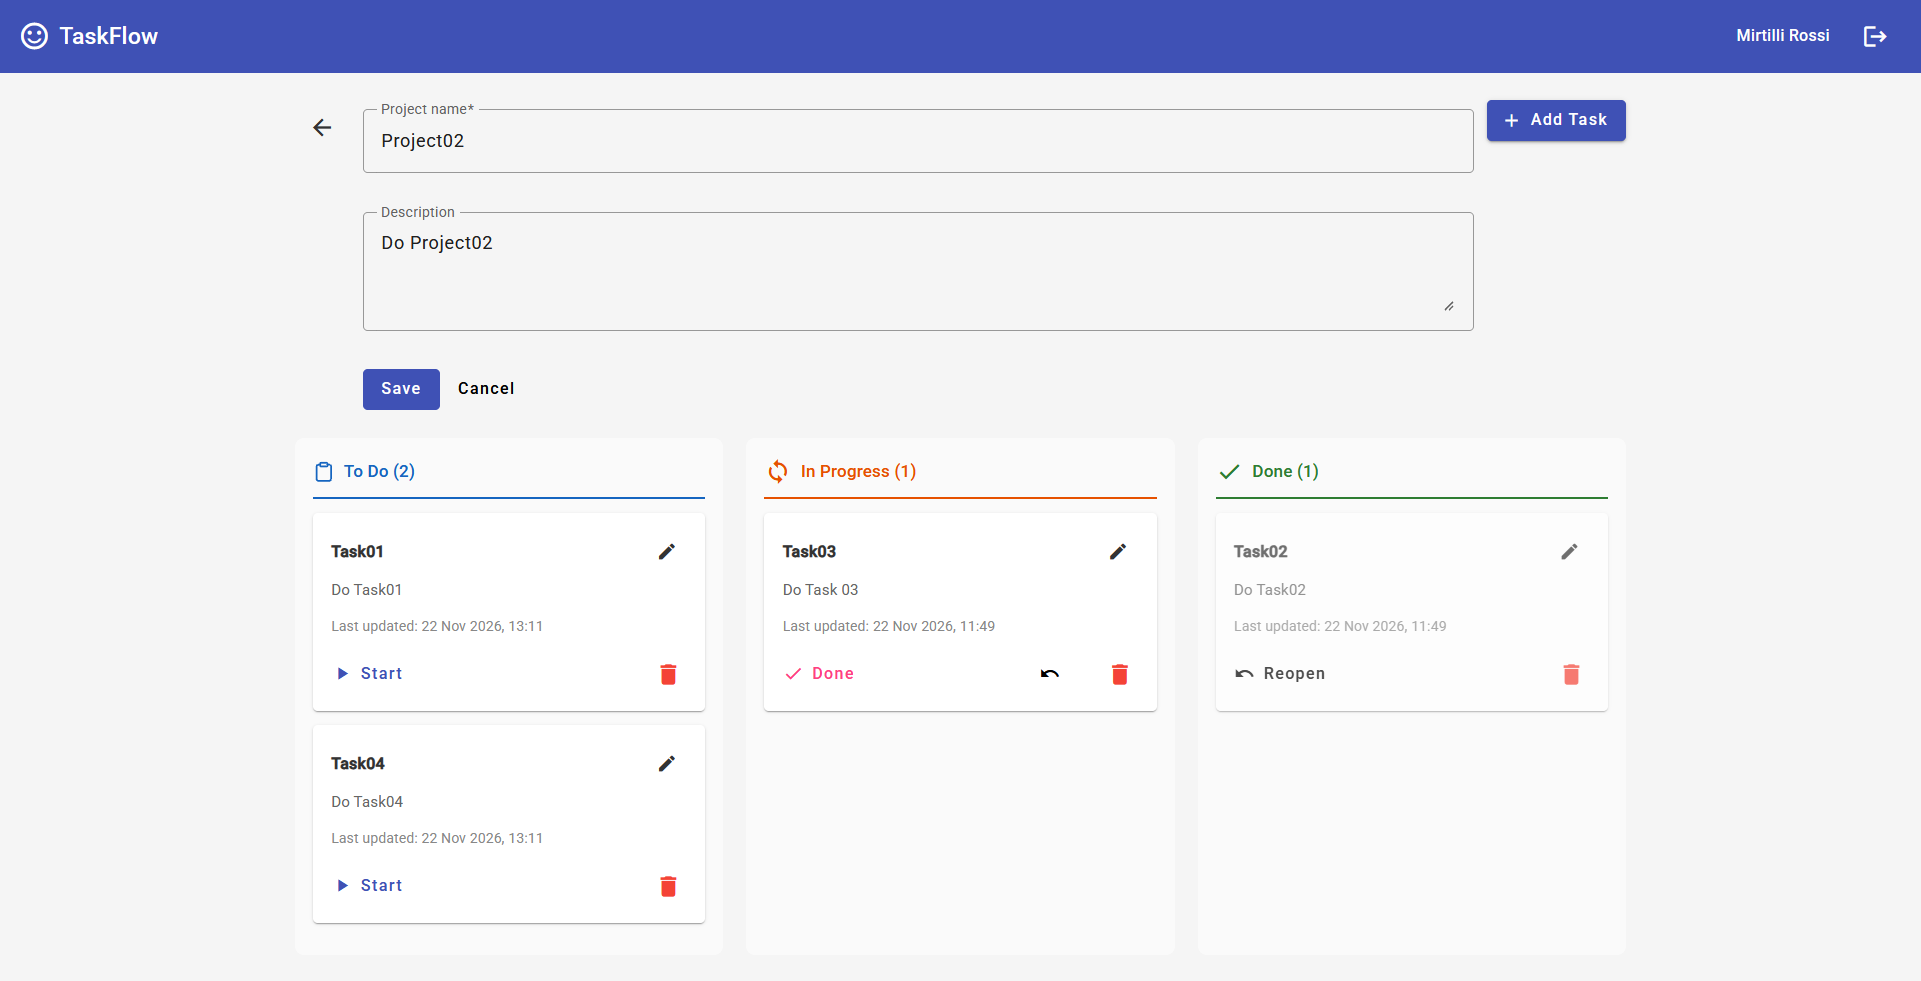 TaskFlow
Mirtilli Rossi
Project name*
Project02
Add Task
Description
Do Project02
Save
Cancel
To Do (2)
Task01
Do Task01
Last updated: 22 Nov 2026, 13:11
Start
Task04
Do Task04
Last updated: 22 Nov 2026, 13:11
Start
In Progress (1)
Task03
Do Task 03
Last updated: 22 Nov 2026, 11:49
Done
Done (1)
Task02
Do Task02
Last updated: 22 Nov 2026, 11:49
Reopen